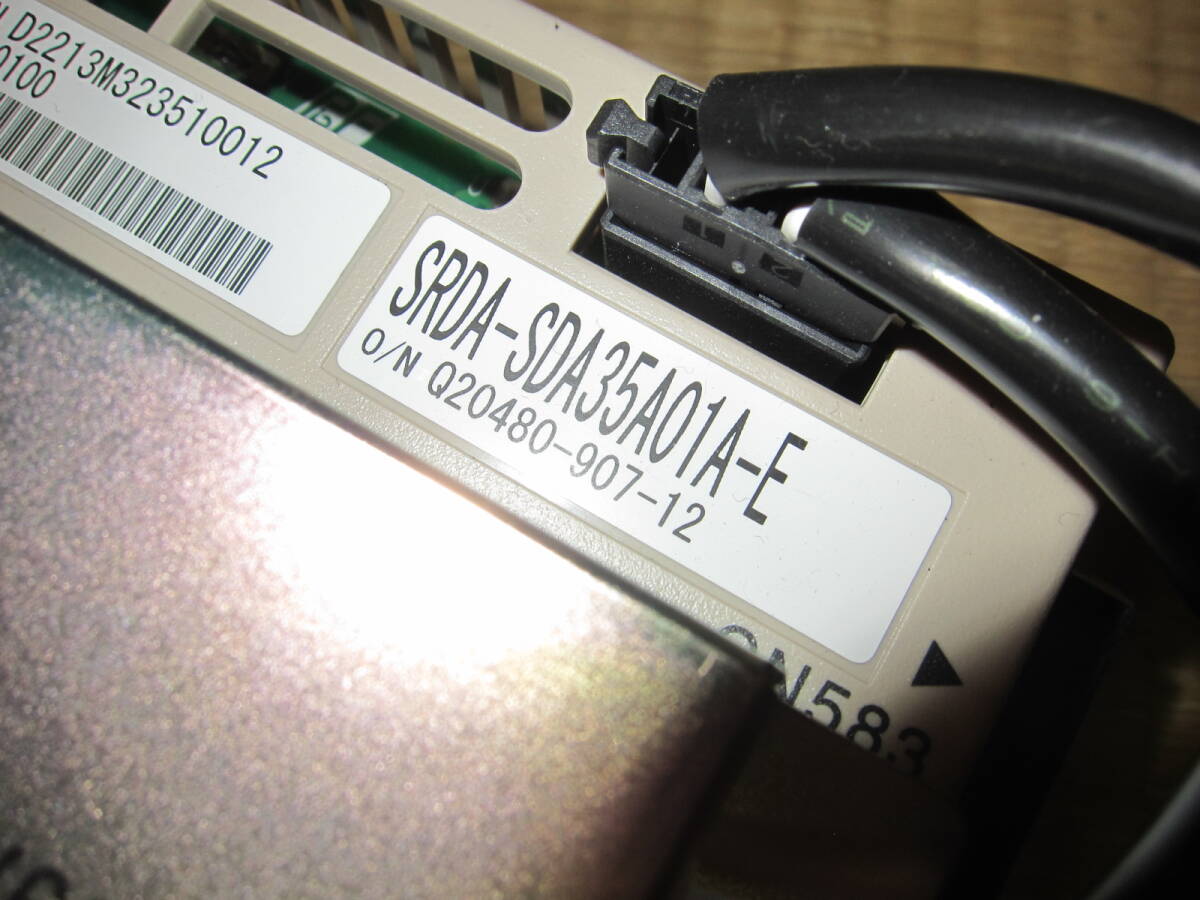 D2213M323510012
0100
SRDA-SDA35A01A-E
O/N Q20480-907-12
CN583